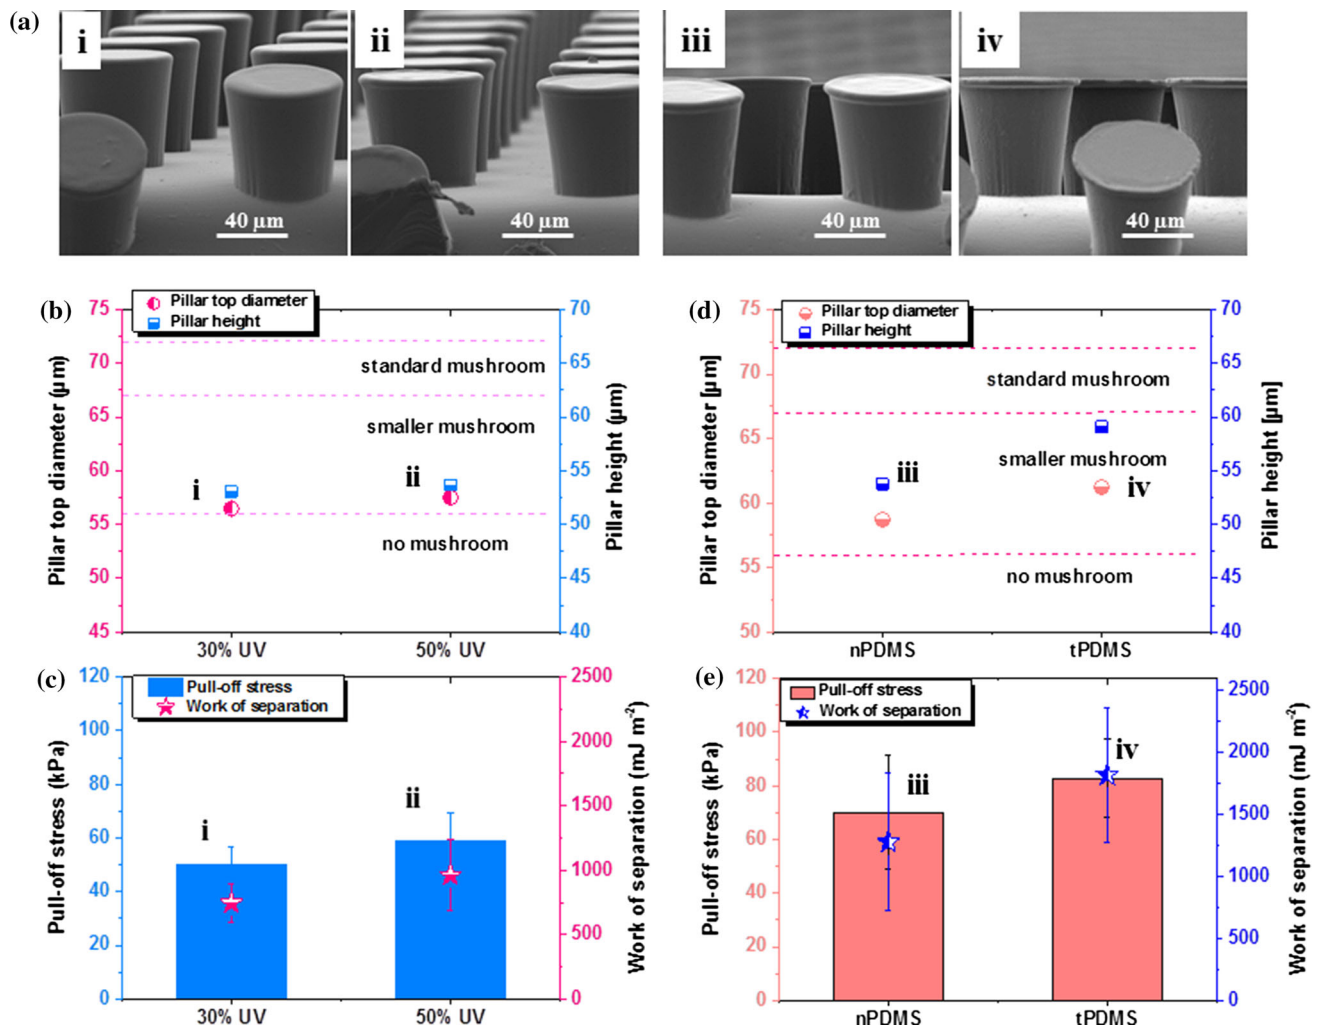 (a)
i
ii
iii
iv
40 μm
40 μm
40 μm
40 μm
(b)
Pillar top diameter
Pillar height
75
70
65
60
55
50
45
Pillar top diameter (μm)
70
65
60
55
50
45
40
Pillar height (μm)
standard mushroom
smaller mushroom
no mushroom
i
ii
30% UV
50% UV
(d)
Pillar top diameter
Pillar height
75
70
65
60
55
50
Pillar top diameter [μm]
70
65
60
55
50
45
40
Pillar height [μm]
standard mushroom
smaller mushroom
no mushroom
iii
iv
nPDMS
tPDMS
(c)
Pull-off stress
Work of separation
120
100
80
60
40
20
0
Pull-off stress (kPa)
2500
2000
1500
1000
500
0
Work of separation (mJ m⁻²)
i
ii
30% UV
50% UV
(e)
Pull-off stress
Work of separation
120
100
80
60
40
20
0
Pull-off stress (kPa)
2500
2000
1500
1000
500
0
Work of separation (mJ m⁻²)
iii
iv
nPDMS
tPDMS